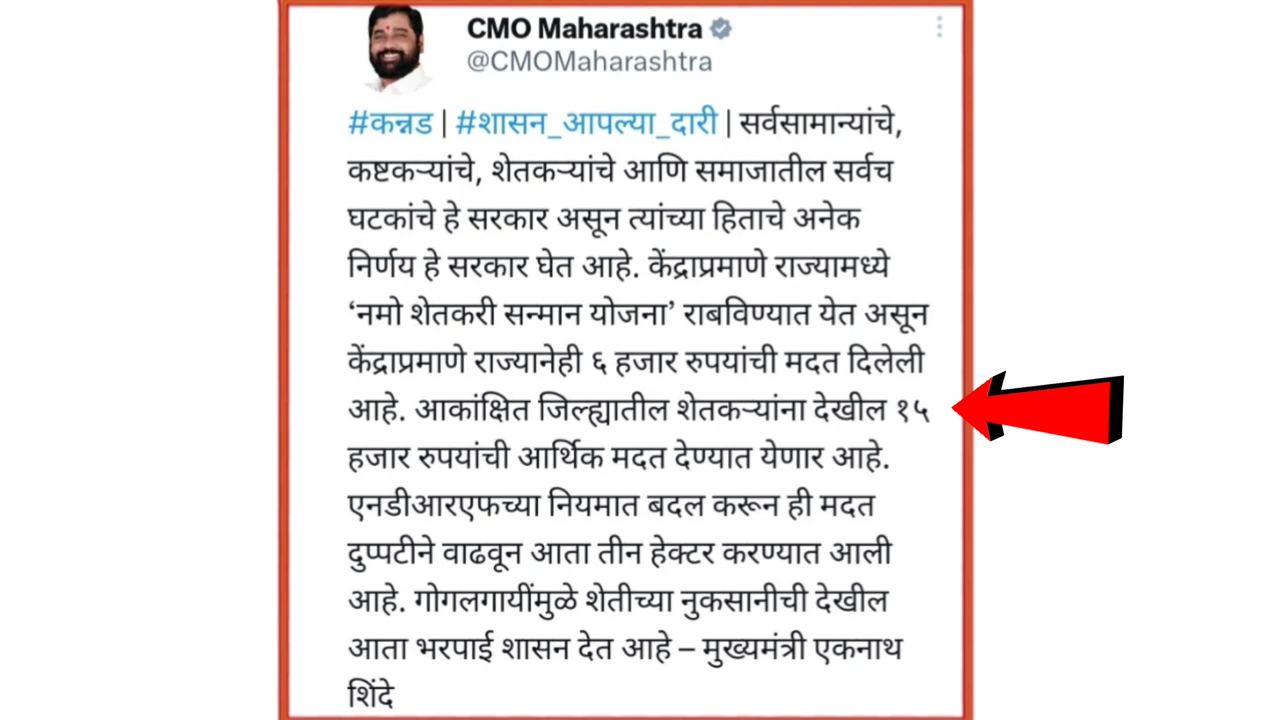 CMO Maharashtra
@CMOMaharashtra
#कन्नड | #शासन_आपल्या_दारी | सर्वसामान्यांचे,
कष्टकऱ्यांचे, शेतकऱ्यांचे आणि समाजातील सर्वच
घटकांचे हे सरकार असून त्यांच्या हिताचे अनेक
निर्णय हे सरकार घेत आहे. केंद्राप्रमाणे राज्यामध्ये
‘नमो शेतकरी सन्मान योजना’ राबविण्यात येत असून
केंद्राप्रमाणे राज्यानेही ६ हजार रुपयांची मदत दिलेली
आहे. आकांक्षित जिल्ह्यातील शेतकऱ्यांना देखील १५
हजार रुपयांची आर्थिक मदत देण्यात येणार आहे.
एनडीआरएफच्या नियमात बदल करून ही मदत
दुप्पटीने वाढवून आता तीन हेक्टर करण्यात आली
आहे. गोगलगायींमुळे शेतीच्या नुकसानीची देखील
आता भरपाई शासन देत आहे – मुख्यमंत्री एकनाथ
शिंदे